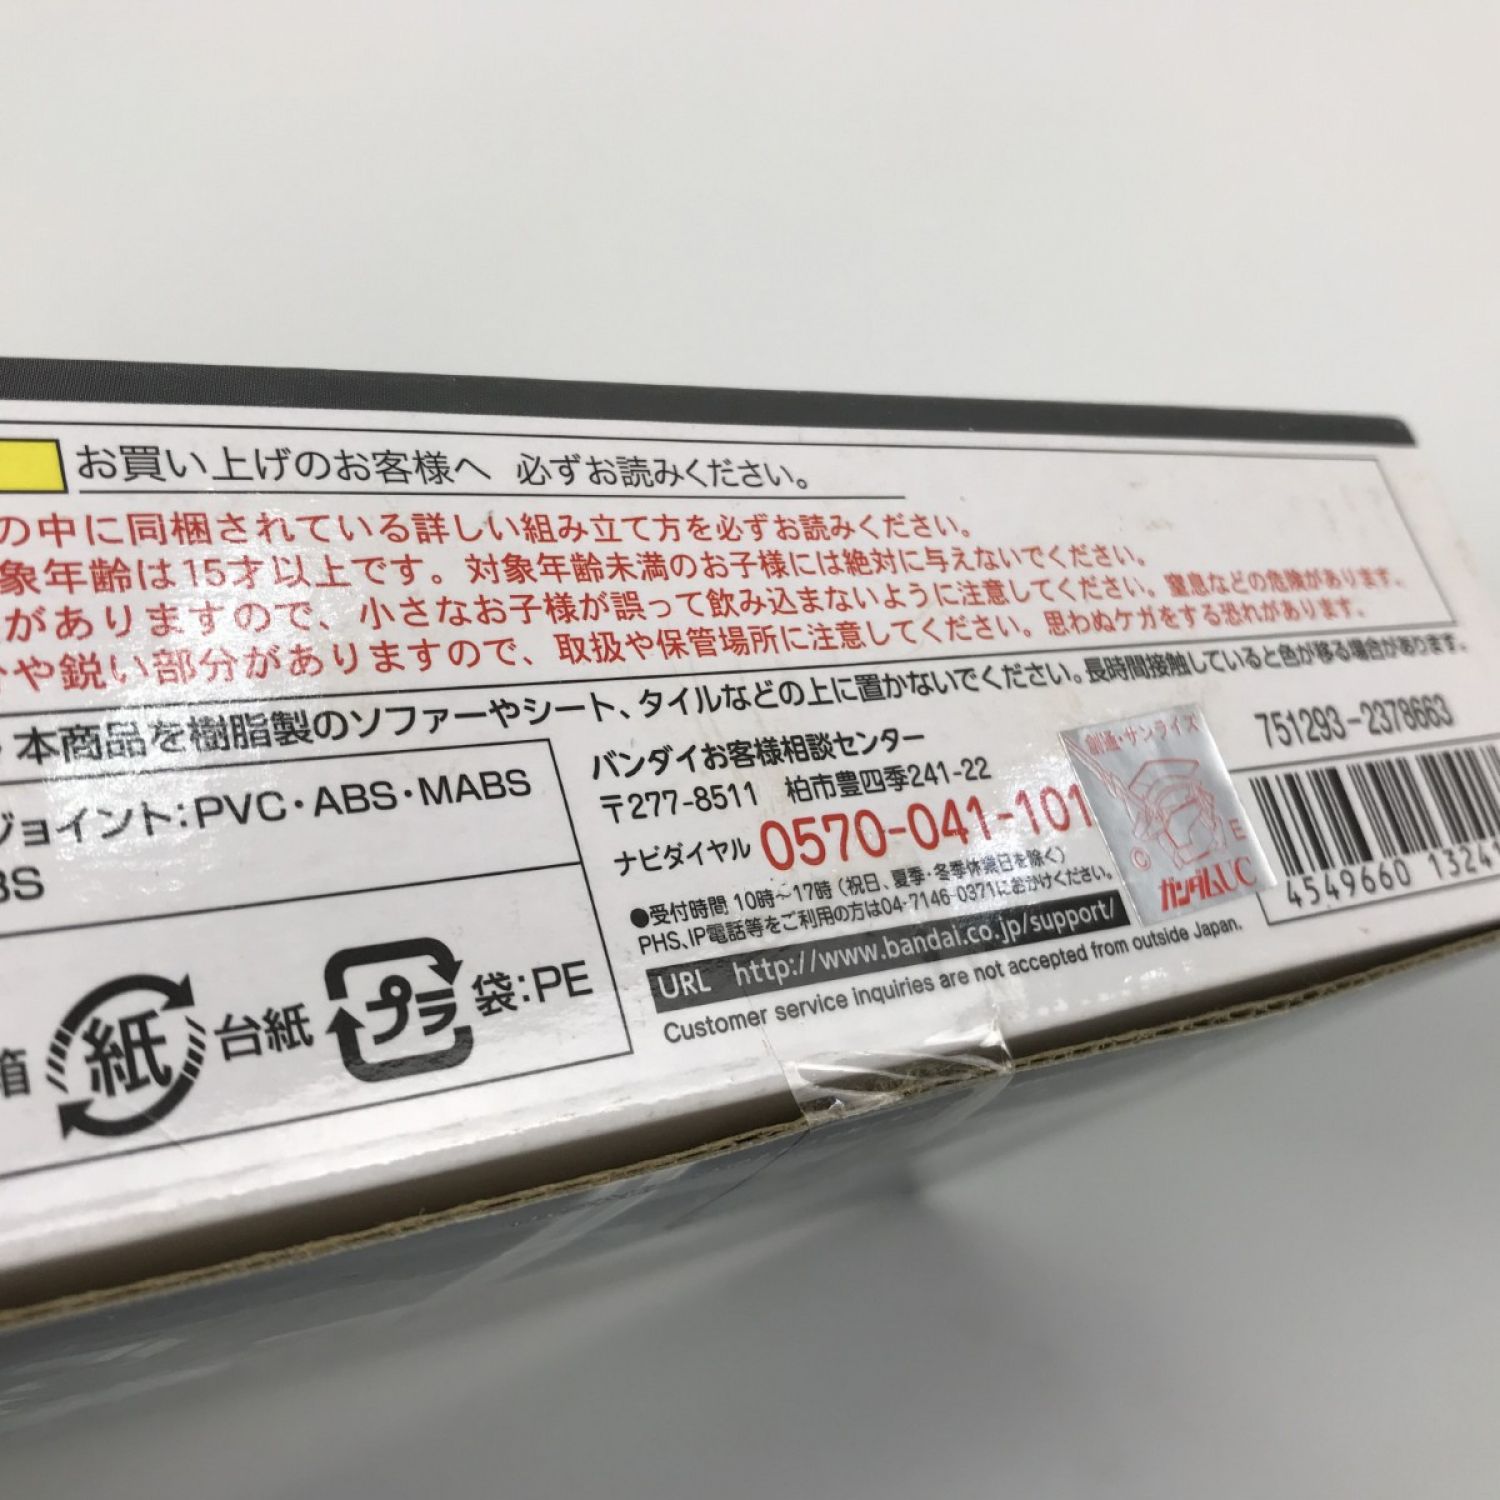 お買い上げのお客様へ 必ずお読みください。
の中に同梱されている詳しい組み立て方を必ずお読みください。
象年齢は15才以上です。対象年齢未満のお子様には絶対に与えないでください。
がありますので、小さなお子様が誤って飲み込まないように注意してください。窒息などの危険があります。
や鋭い部分がありますので、取扱や保管場所に注意してください。思わぬケガをする恐れがあります。
本商品を樹脂製のソファーやシート、タイルなどの上に置かないでください。長時間接触していると色が移る場合があります。
ジョイント:PVC・ABS・MABS
BS
箱 紙 台紙 プラ 袋:PE
バンダイお客様相談センター
〒277-8511 柏市豊四季241-22
ナビダイヤル 0570-041-101
●受付時間 10時〜17時(祝日、夏季・冬季休業日を除く)
PHS、IP電話等をご利用の方は04-7146-0371におかけください。
URL http://www.bandai.co.jp/support/
Customer service inquiries are not accepted from outside Japan.
創通・サンライズ
C E
ガンダムUC
751293-2378663
4549660 13241